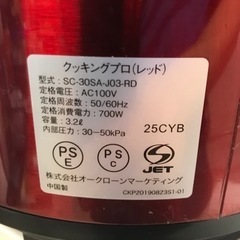 クッキングプロ(レッド)
型式:SC-30SA-J03-RD
定格電圧:AC100V
定格周波数:50/60Hz
定格消費電力:700W
容量:3.2ℓ
内部圧力:30−50kPa
25CYB
PS
E
PS
C
S
JET
株式会社オークローンマーケティング
中国製
CKP20190823S1-01